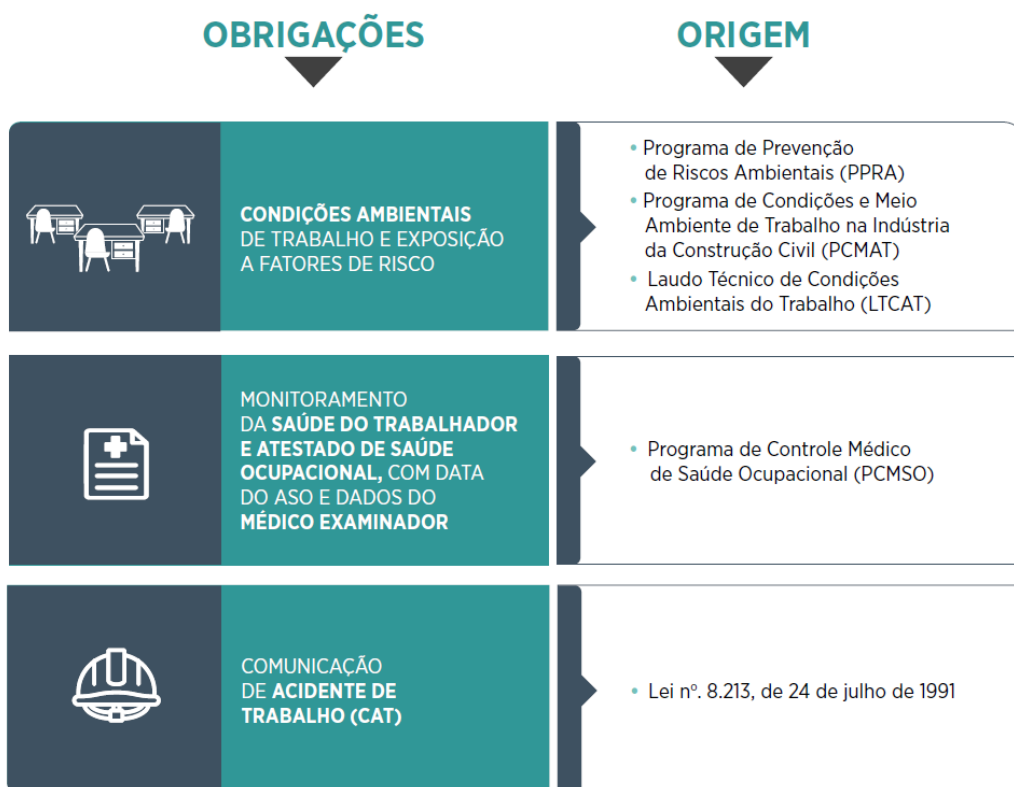 OBRIGAÇÕES
ORIGEM
CONDIÇÕES AMBIENTAIS
DE TRABALHO E EXPOSIÇÃO
A FATORES DE RISCO
• Programa de Prevenção
de Riscos Ambientais (PPRA)
• Programa de Condições e Meio
Ambiente de Trabalho na Indústria
da Construção Civil (PCMAT)
• Laudo Técnico de Condições
Ambientais do Trabalho (LTCAT)
MONITORAMENTO
DA SAÚDE DO TRABALHADOR
E ATESTADO DE SAÚDE
OCUPACIONAL, COM DATA
DO ASO E DADOS DO
MÉDICO EXAMINADOR
• Programa de Controle Médico
de Saúde Ocupacional (PCMSO)
COMUNICAÇÃO
DE ACIDENTE DE
TRABALHO (CAT)
• Lei nº. 8.213, de 24 de julho de 1991